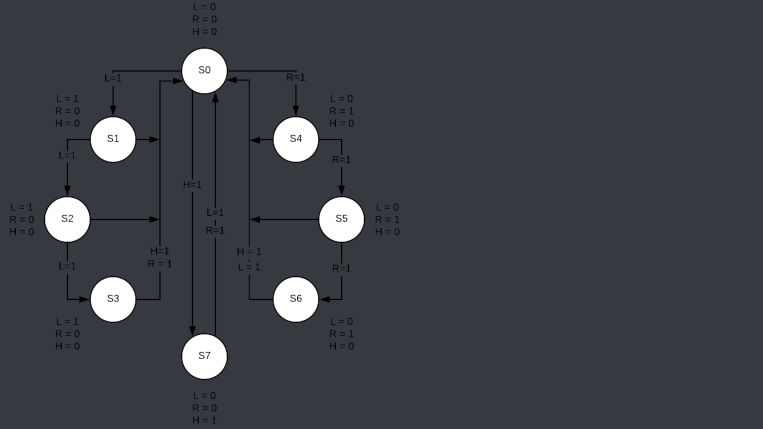 L = 0
R = 0
H = 0
S0
L=1
R=1
L = 1
R = 0
H = 0
L = 0
R = 1
H = 0
S1
S4
L=1
R=1
H=1
L = 1
R = 0
H = 0
S2
L=1
R=1
S5
L = 0
R = 1
H = 0
H=1
R = 1
H = 1
L = 1
L=1
R=1
S3
S6
L = 1
R = 0
H = 0
L = 0
R = 1
H = 0
S7
L = 0
R = 0
H = 1